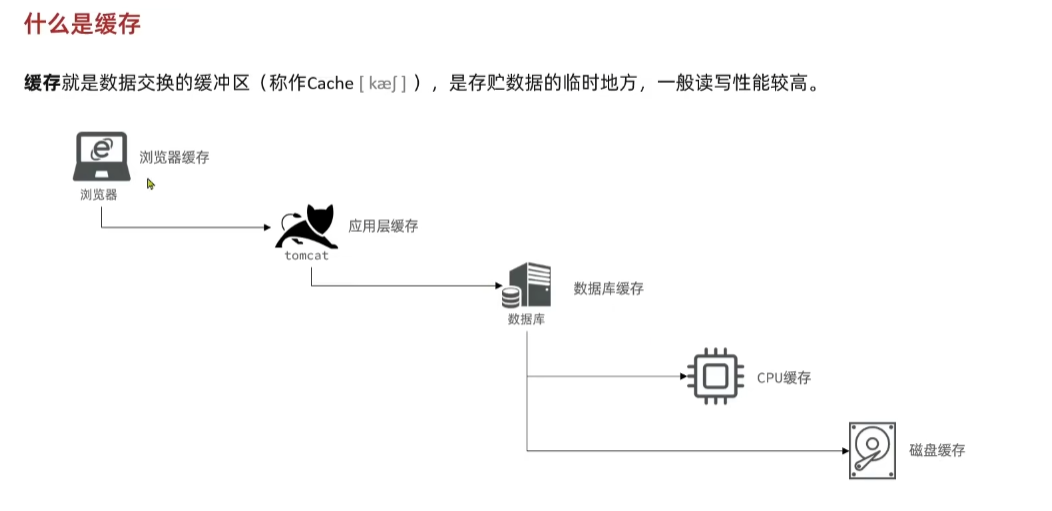 什么是缓存
缓存就是数据交换的缓冲区（称作Cache [ kæʃ ] ），是存贮数据的临时地方，一般读写性能较高。
浏览器缓存
浏览器
应用层缓存
tomcat
数据库缓存
数据库
CPU缓存
磁盘缓存